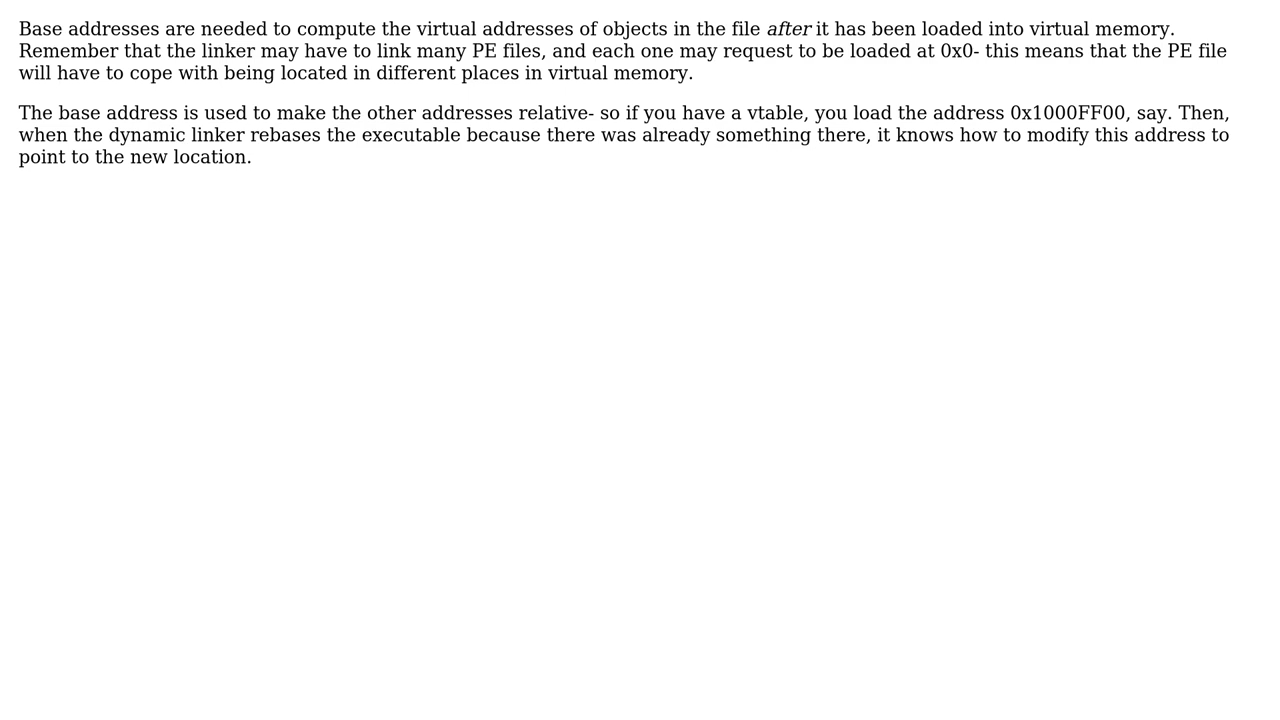 Base addresses are needed to compute the virtual addresses of objects in the file after it has been loaded into virtual memory.
Remember that the linker may have to link many PE files, and each one may request to be loaded at 0x0- this means that the PE file
will have to cope with being located in different places in virtual memory.
The base address is used to make the other addresses relative- so if you have a vtable, you load the address 0x1000FF00, say. Then,
when the dynamic linker rebases the executable because there was already something there, it knows how to modify this address to
point to the new location.